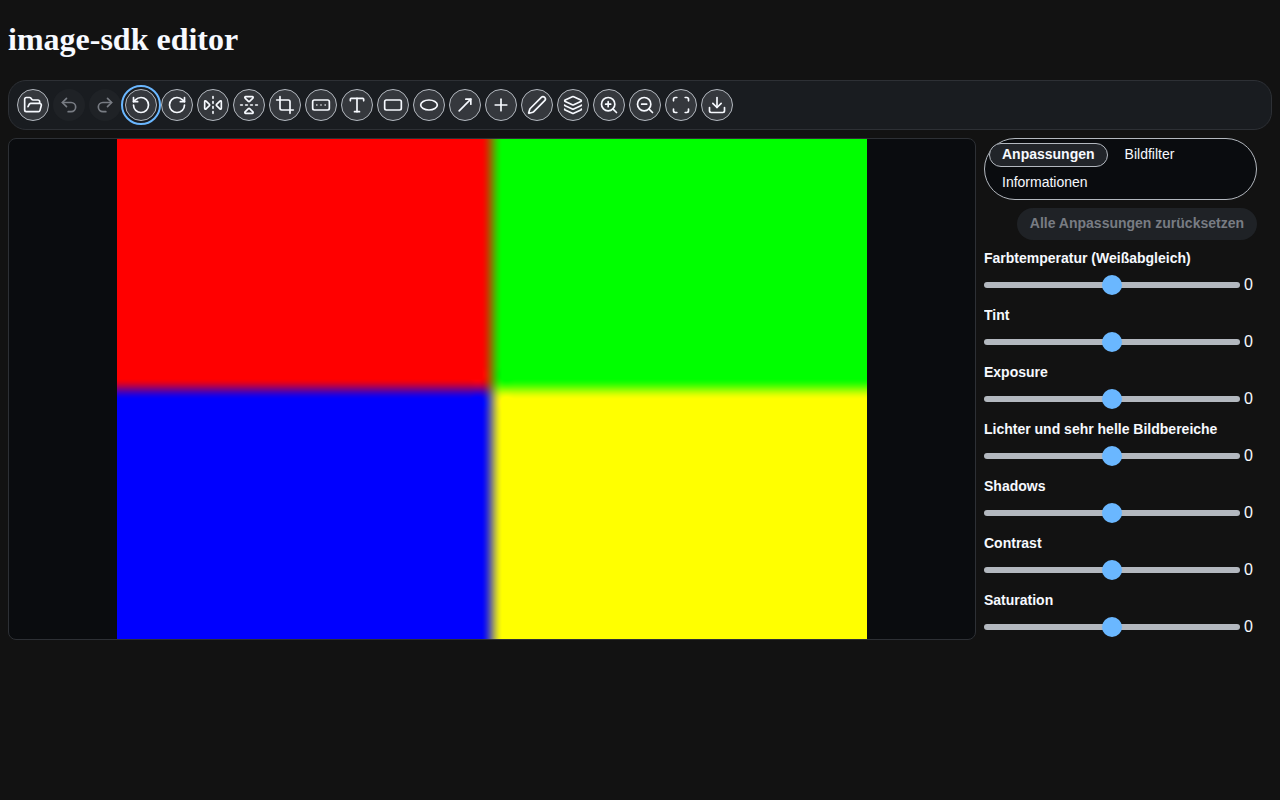 image-sdk editor
Anpassungen Bildfilter
Informationen
Alle Anpassungen zurücksetzen
Farbtemperatur (Weißabgleich)
0
Tint
0
Exposure
0
Lichter und sehr helle Bildbereiche
0
Shadows
0
Contrast
0
Saturation
0